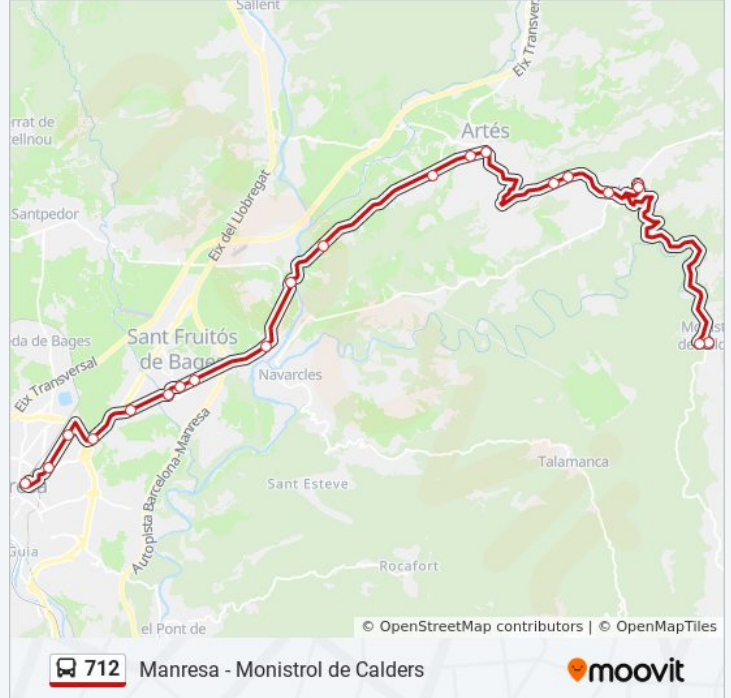 Sallent
Eix Transver
rrat de
tellnou
Artés
Santpedor
Eix del Llobregat
eda de Bages
Sant Fruitós
de Bages
Eix Transversal
Navarcles
Autopista Barcelona-Manresa
Talamanca
Sant Esteve
Guia
Rocafort
el Pont de
© OpenStreetMap contributors | © OpenMapTiles
712 Manresa - Monistrol de Calders moovit